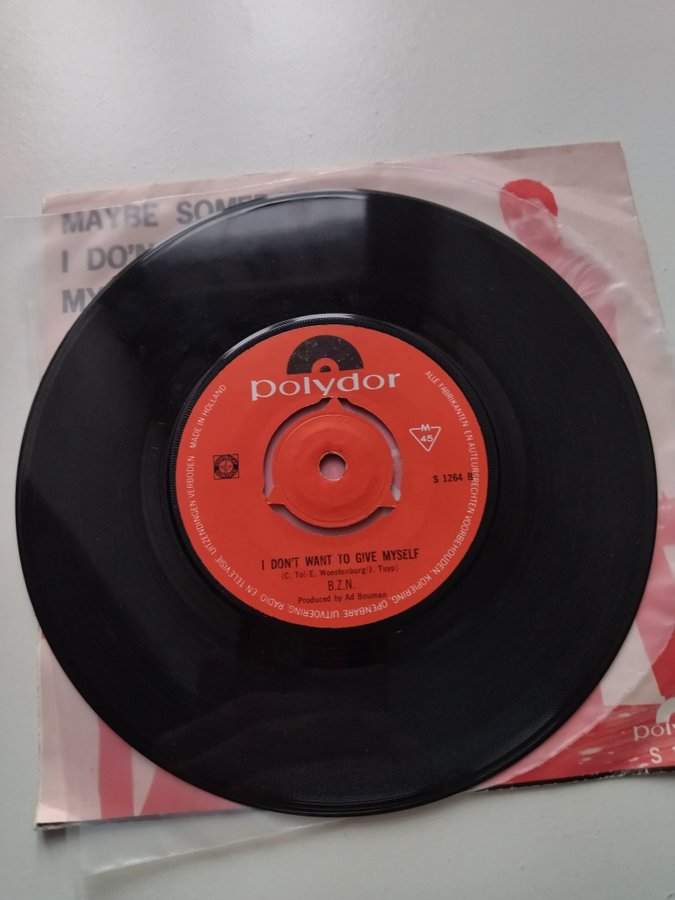 MAYBE SOME
I DO'N
MY
polydor
MADE IN HOLLAND
ALLE FABRIKANTEN EN AUTEURSRECHTEN VOORBEHOUDEN, KOPIERING, OPENBARE UITVOERING, RADIO EN TELEVISIE UITZENDINGEN VERBODEN
M
45
S 1264 B
I DON'T WANT TO GIVE MYSELF
(C. Tol-E. Woestenburg/J. Tuyp)
B.Z.N.
Produced by Ad Bouman
poly
S